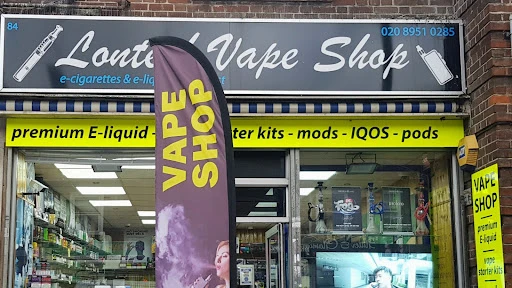 84
020 8951 0285
Vape Shop
e-cigarettes & e-liq
premium E-liquid - ter kits - mods - IQOS - pods
VAPE SHOP
VAPE
SHOP
premium
E-liquid
vape
starter kits